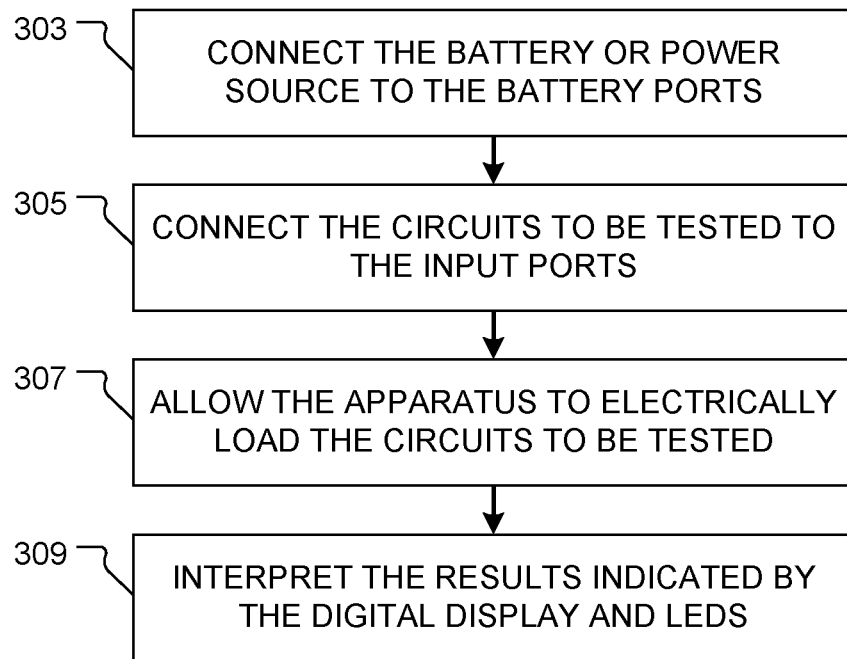 303
CONNECT THE BATTERY OR POWER
SOURCE TO THE BATTERY PORTS
305
CONNECT THE CIRCUITS TO BE TESTED TO
THE INPUT PORTS
307
ALLOW THE APPARATUS TO ELECTRICALLY
LOAD THE CIRCUITS TO BE TESTED
309
INTERPRET THE RESULTS INDICATED BY
THE DIGITAL DISPLAY AND LEDS